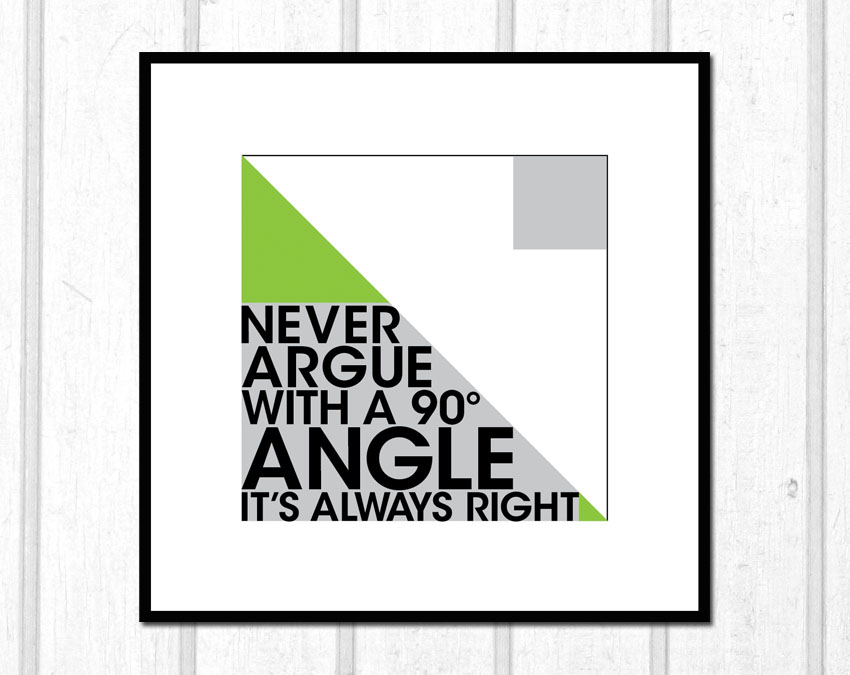 NEVER
ARGUE
WITH A 90°
ANGLE
IT'S ALWAYS RIGHT